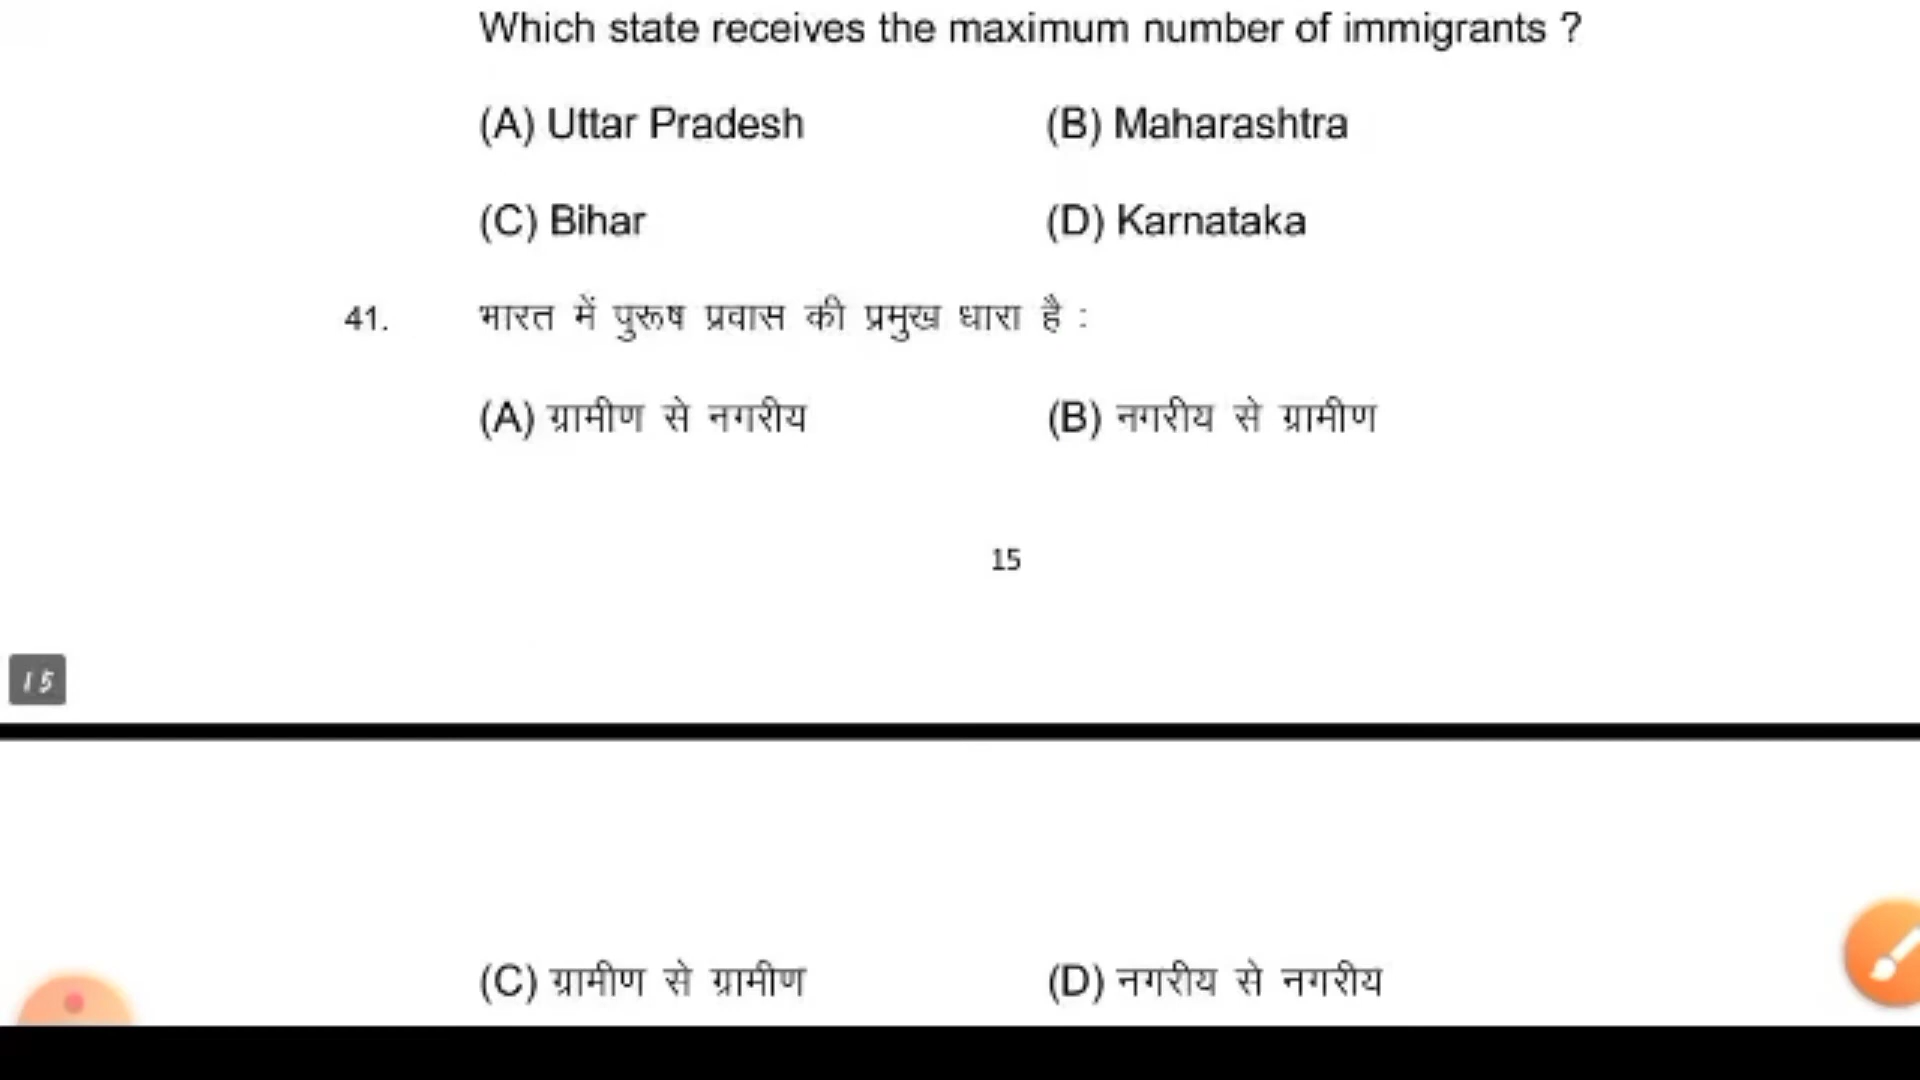 Which state receives the maximum number of immigrants ?
(A) Uttar Pradesh (B) Maharashtra
(C) Bihar (D) Karnataka
41. भारत में पुरूष प्रवास की प्रमुख धारा है :
(A) ग्रामीण से नगरीय (B) नगरीय से ग्रामीण
15
15
(C) ग्रामीण से ग्रामीण (D) नगरीय से नगरीय